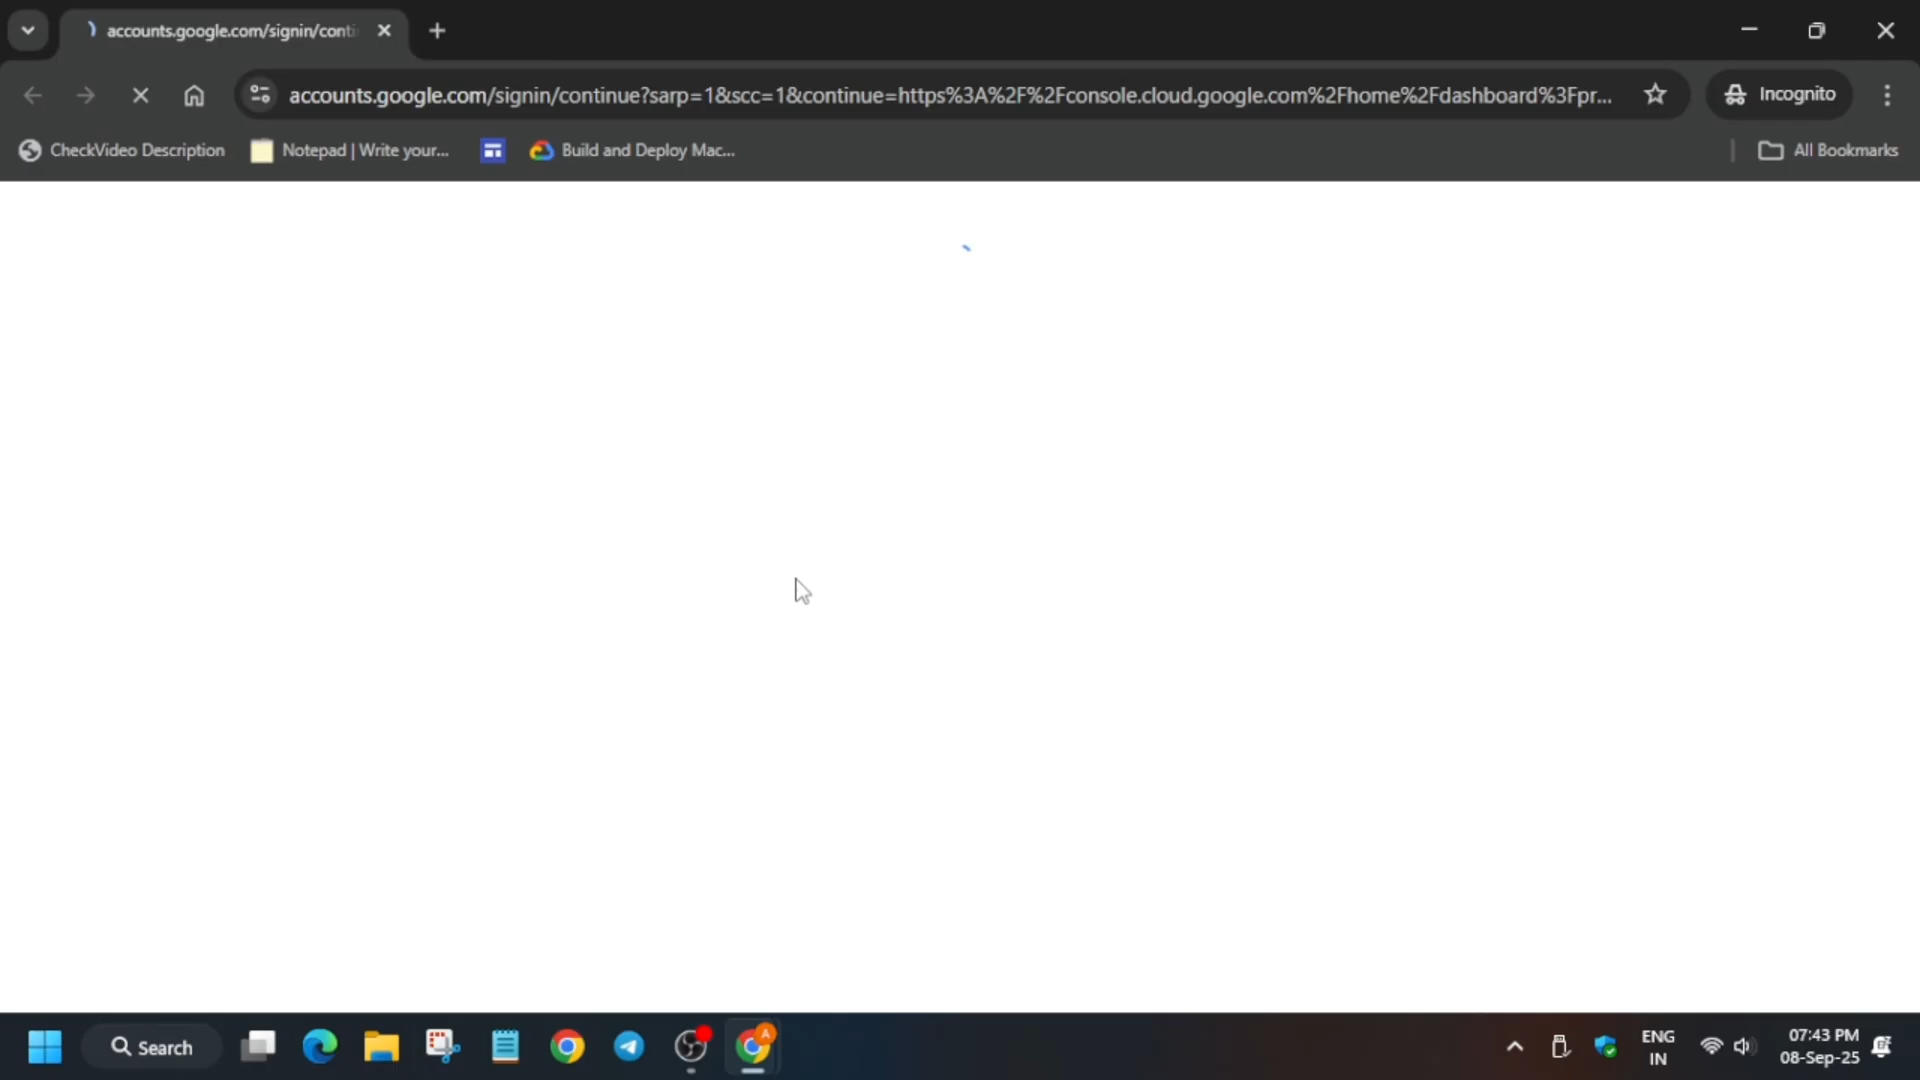 accounts.google.com/signin/conti
accounts.google.com/signin/continue?sarp=1&scc=1&continue=https%3A%2F%2Fconsole.cloud.google.com%2Fhome%2Fdashboard%3Fpr...
Incognito
CheckVideo Description
Notepad | Write your...
Build and Deploy Mac...
All Bookmarks
Search
A
ENG
IN
07:43 PM
08-Sep-25